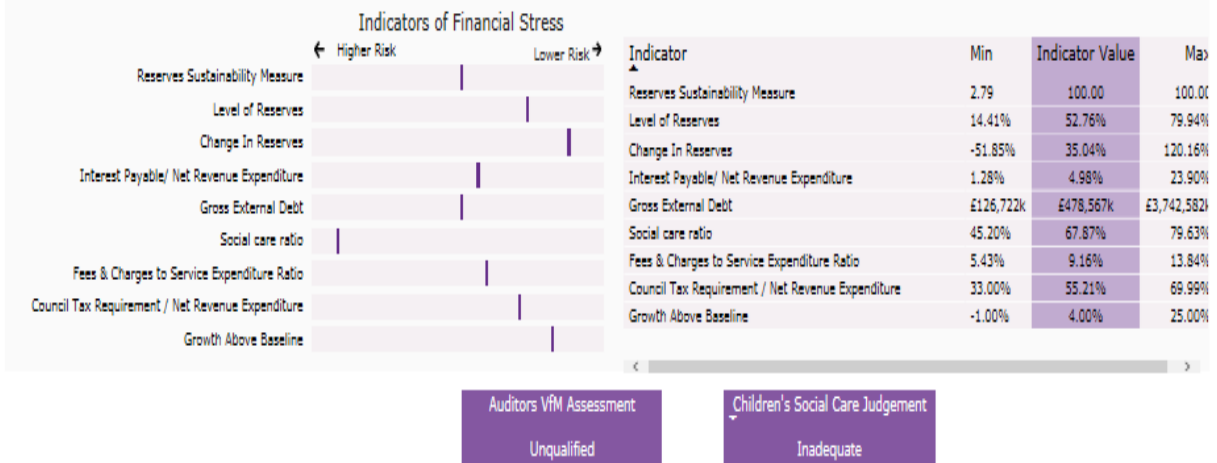 Indicators of Financial Stress
← Higher Risk Lower Risk →
Reserves Sustainability Measure
Level of Reserves
Change In Reserves
Interest Payable/ Net Revenue Expenditure
Gross External Debt
Social care ratio
Fees & Charges to Service Expenditure Ratio
Council Tax Requirement / Net Revenue Expenditure
Growth Above Baseline
Indicator Min Indicator Value Max
Reserves Sustainability Measure 2.79 100.00 100.00
Level of Reserves 14.41% 52.76% 79.94%
Change In Reserves -51.85% 35.04% 120.16%
Interest Payable/ Net Revenue Expenditure 1.28% 4.98% 23.90%
Gross External Debt £126,722k £478,567k £3,742,582k
Social care ratio 45.20% 67.87% 79.63%
Fees & Charges to Service Expenditure Ratio 5.43% 9.16% 13.84%
Council Tax Requirement / Net Revenue Expenditure 33.00% 55.21% 69.99%
Growth Above Baseline -1.00% 4.00% 25.00%
Auditors VfM Assessment
Unqualified
Children's Social Care Judgement
Inadequate